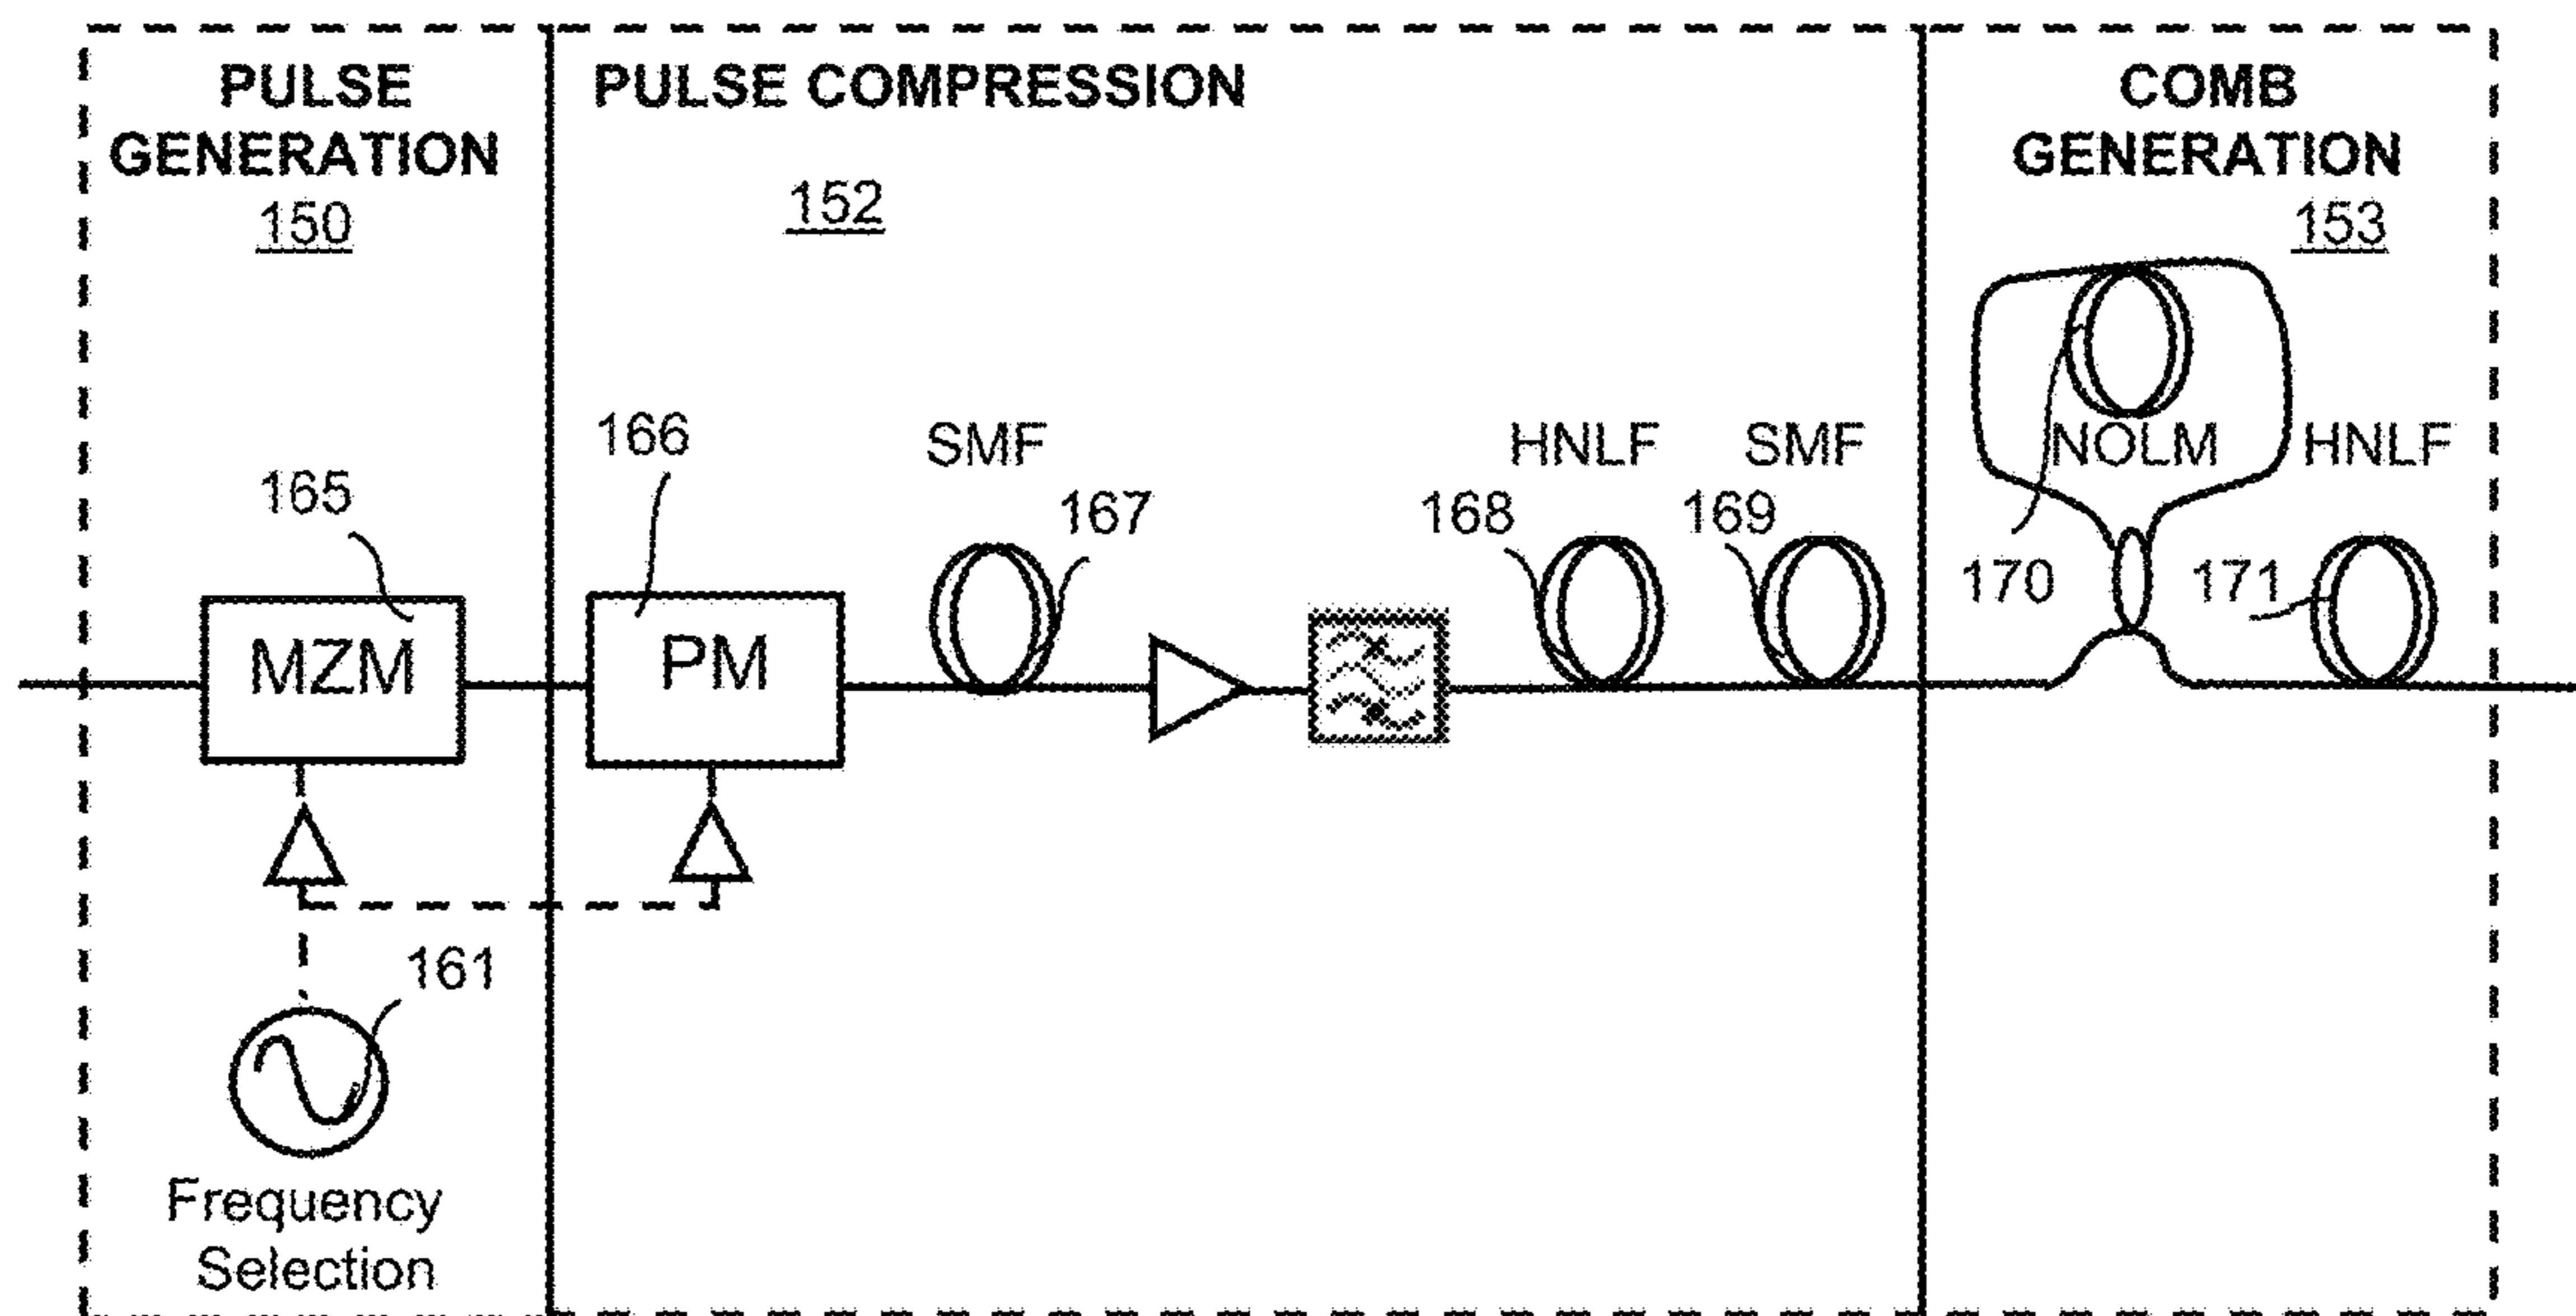 PULSE
GENERATION
150
PULSE COMPRESSION
152
COMB
GENERATION
153
165
MZM
166
PM
SMF
167
HNLF
168
SMF
169
NOLM
170
HNLF
171
161
Frequency
Selection